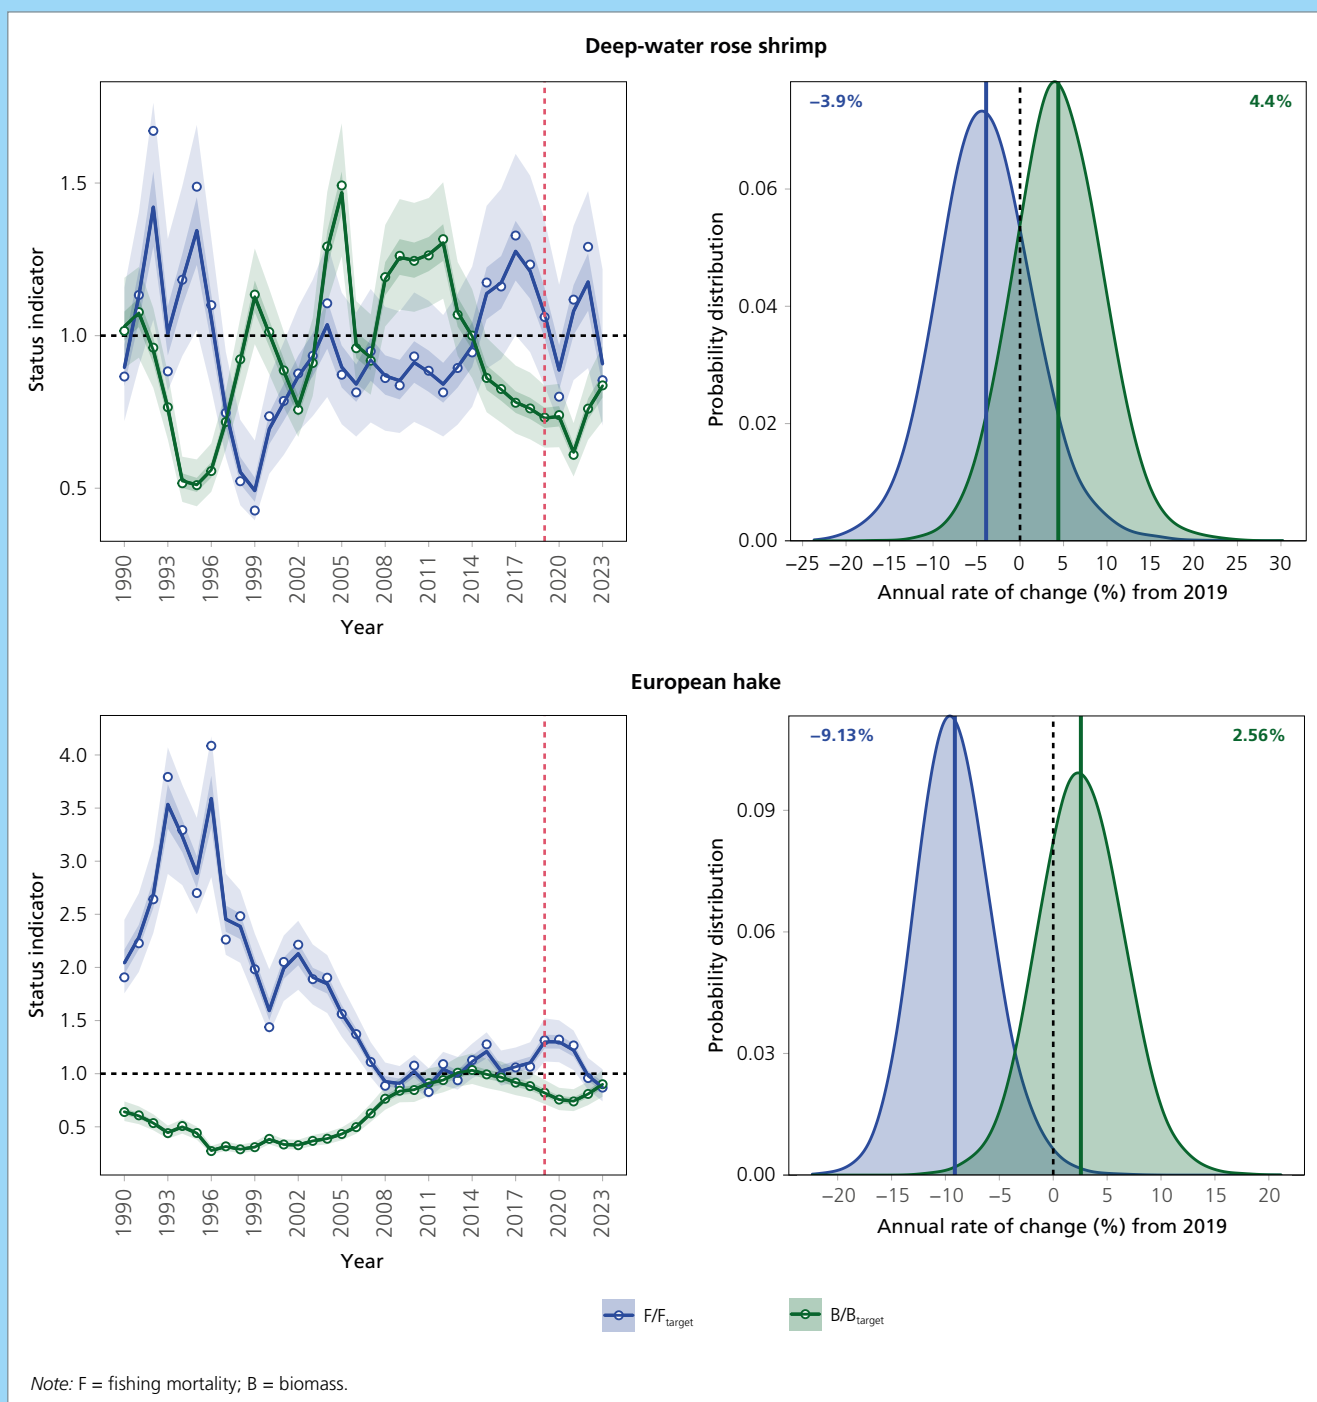 Deep-water rose shrimp
Status indicator
1.5
1.0
0.5
1990 1993 1996 1999 2002 2005 2008 2011 2014 2017 2020 2023
Year
−3.9%
4.4%
Probability distribution
0.06
0.04
0.02
0.00
−25 −20 −15 −10 −5 0 5 10 15 20 25 30
Annual rate of change (%) from 2019
European hake
Status indicator
4.0
3.5
3.0
2.5
2.0
1.5
1.0
0.5
1990 1993 1996 1999 2002 2005 2008 2011 2014 2017 2020 2023
Year
−9.13%
2.56%
Probability distribution
0.09
0.06
0.03
0.00
−20 −15 −10 −5 0 5 10 15 20
Annual rate of change (%) from 2019
F/Ftarget
B/Btarget
Note: F = fishing mortality; B = biomass.